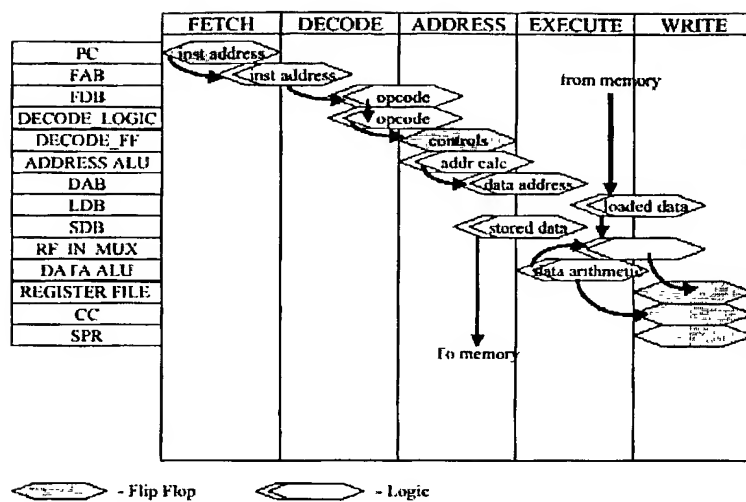 FETCH DECODE ADDRESS EXECUTE WRITE
PC inst address
FAB inst address from memory
FDB opcode
DECODE_LOGIC opcode
DECODE_FF controls
ADDRESS ALU addr calc
DAB data address
LDB loaded data
SDB stored data
RF_IN_MUX
DATA ALU data arithmetic
REGISTER FILE
CC
SPR
To memory
- Flip Flop - Logic